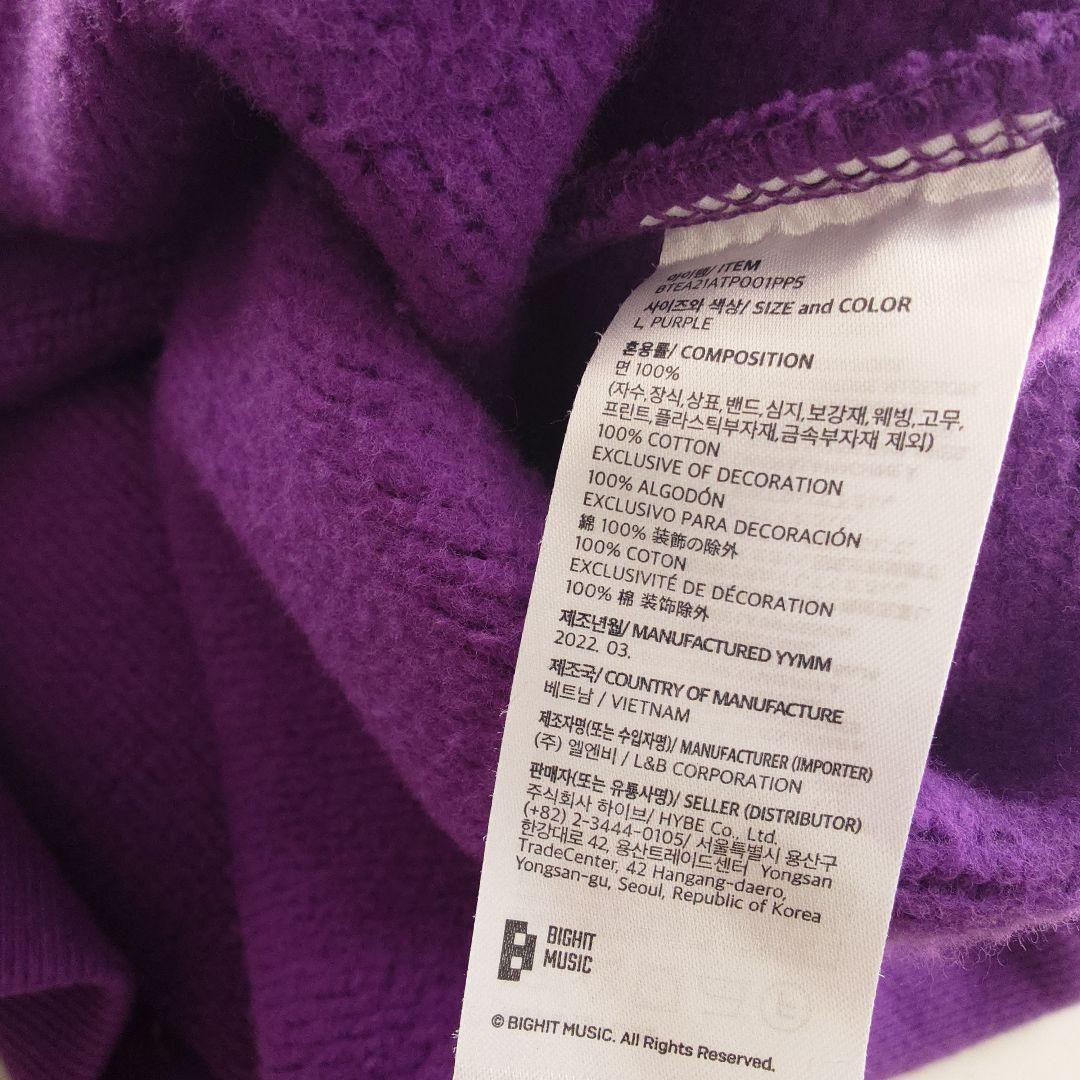 아이템/ ITEM
BTEA21ATP001PP5
사이즈와 색상/ SIZE and COLOR
L, PURPLE
혼용률/ COMPOSITION
면 100%
(자수,장식,상표,밴드,심지,보강재,웨빙,고무,
프린트,플라스틱부자재,금속부자재 제외)
100% COTTON
EXCLUSIVE OF DECORATION
100% ALGODÓN
EXCLUSIVO PARA DECORACIÓN
綿 100% 装飾の除外
100% COTON
EXCLUSIVITÉ DE DÉCORATION
100% 棉 装饰除外
제조년월/ MANUFACTURED YYMM
2022. 03.
제조국/ COUNTRY OF MANUFACTURE
베트남 / VIETNAM
제조자명(또는 수입자명)/ MANUFACTURER (IMPORTER)
(주) 엘엔비 / L&B CORPORATION
판매자(또는 유통사명)/ SELLER (DISTRIBUTOR)
주식회사 하이브/ HYBE Co., Ltd.
(+82) 2-3444-0105/ 서울특별시 용산구
한강대로 42 용산트레이드센터 Yongsan
TradeCenter, 42 Hangang-daero,
Yongsan-gu, Seoul, Republic of Korea
BIGHIT
MUSIC
© BIGHIT MUSIC. All Rights Reserved.